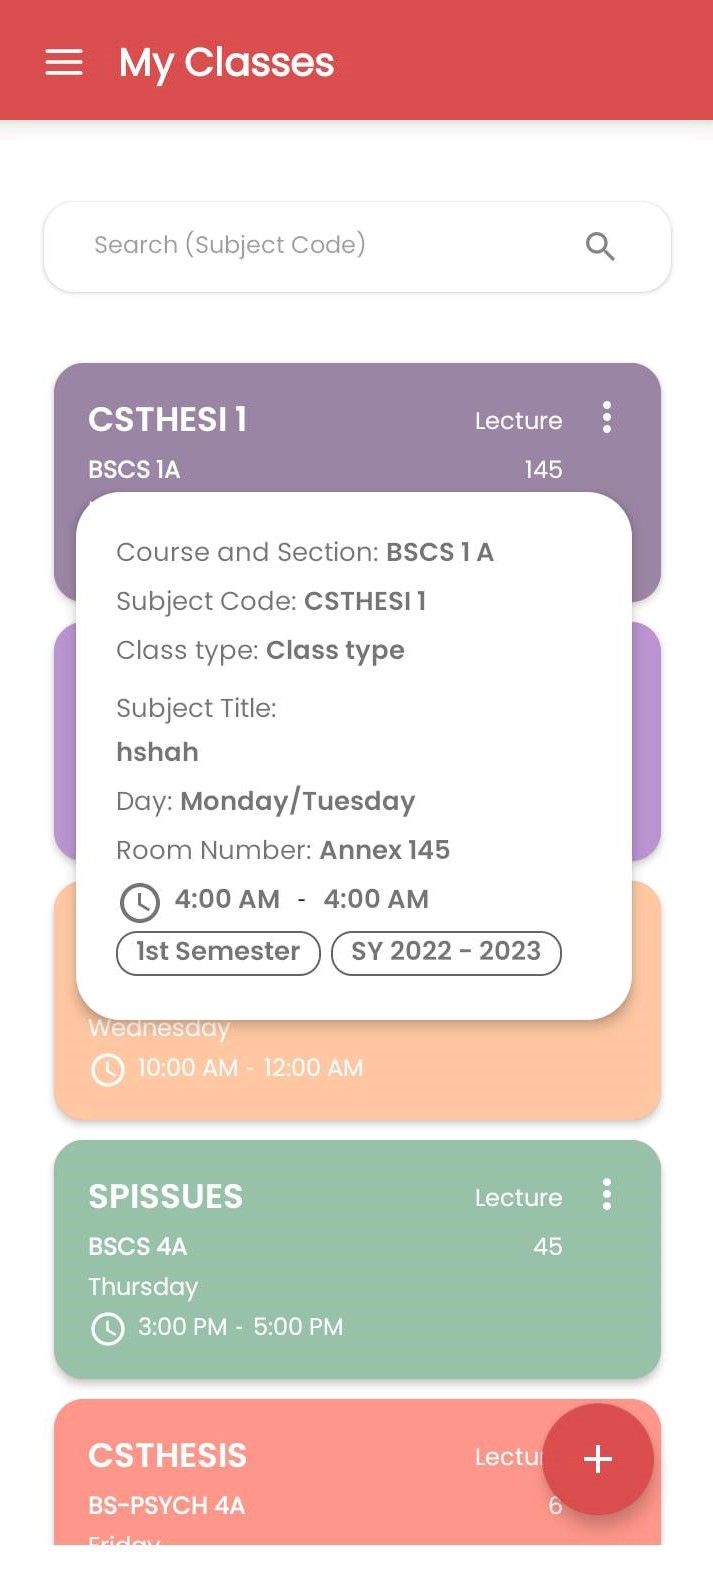 My Classes
Search (Subject Code)
CSTHESI 1 Lecture
BSCS 1A 145
Course and Section: BSCS 1 A
Subject Code: CSTHESI 1
Class type: Class type
Subject Title:
hshah
Day: Monday/Tuesday
Room Number: Annex 145
4:00 AM - 4:00 AM
1st Semester SY 2022 - 2023
Wednesday
10:00 AM - 12:00 AM
SPISSUES Lecture
BSCS 4A 45
Thursday
3:00 PM - 5:00 PM
CSTHESIS Lectur
BS-PSYCH 4A 6
Friday